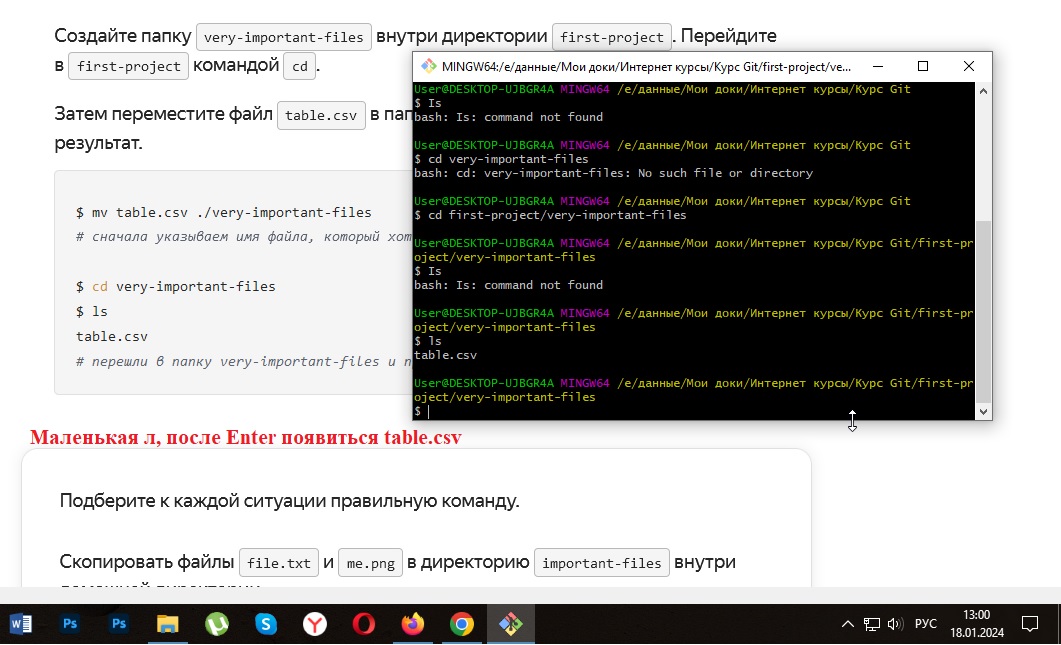 Создайте папку very-important-files внутри директории first-project. Перейдите
в first-project командой cd.
Затем переместите файл table.csv в
результат.
$ mv table.csv ./very-important-files
# сначала указываем имя файла, который
$ cd very-important-files
$ ls
table.csv
# перешли в папку very-important-files и
MINGW64:/e/данные/Мои доки/Интернет курсы/Курс Git/first-project/ve...
User@DESKTOP-UJBGR4A MINGW64 /e/данные/Мои доки/Интернет курсы/Курс Git
$ Is
bash: Is: command not found
User@DESKTOP-UJBGR4A MINGW64 /e/данные/Мои доки/Интернет курсы/Курс Git
$ cd very-important-files
bash: cd: very-important-files: No such file or directory
User@DESKTOP-UJBGR4A MINGW64 /e/данные/Мои доки/Интернет курсы/Курс Git
$ cd first-project/very-important-files
User@DESKTOP-UJBGR4A MINGW64 /e/данные/Мои доки/Интернет курсы/Курс Git/first-pr
oject/very-important-files
$ Is
bash: Is: command not found
User@DESKTOP-UJBGR4A MINGW64 /e/данные/Мои доки/Интернет курсы/Курс Git/first-pr
oject/very-important-files
$ ls
table.csv
User@DESKTOP-UJBGR4A MINGW64 /e/данные/Мои доки/Интернет курсы/Курс Git/first-pr
oject/very-important-files
$
Маленькая л, после Enter появиться table.csv
Подберите к каждой ситуации правильную команду.
Скопировать файлы file.txt и me.png в директорию important-files внутри
W
Ps
Ps
S
Y
РУС
13:00
18.01.2024